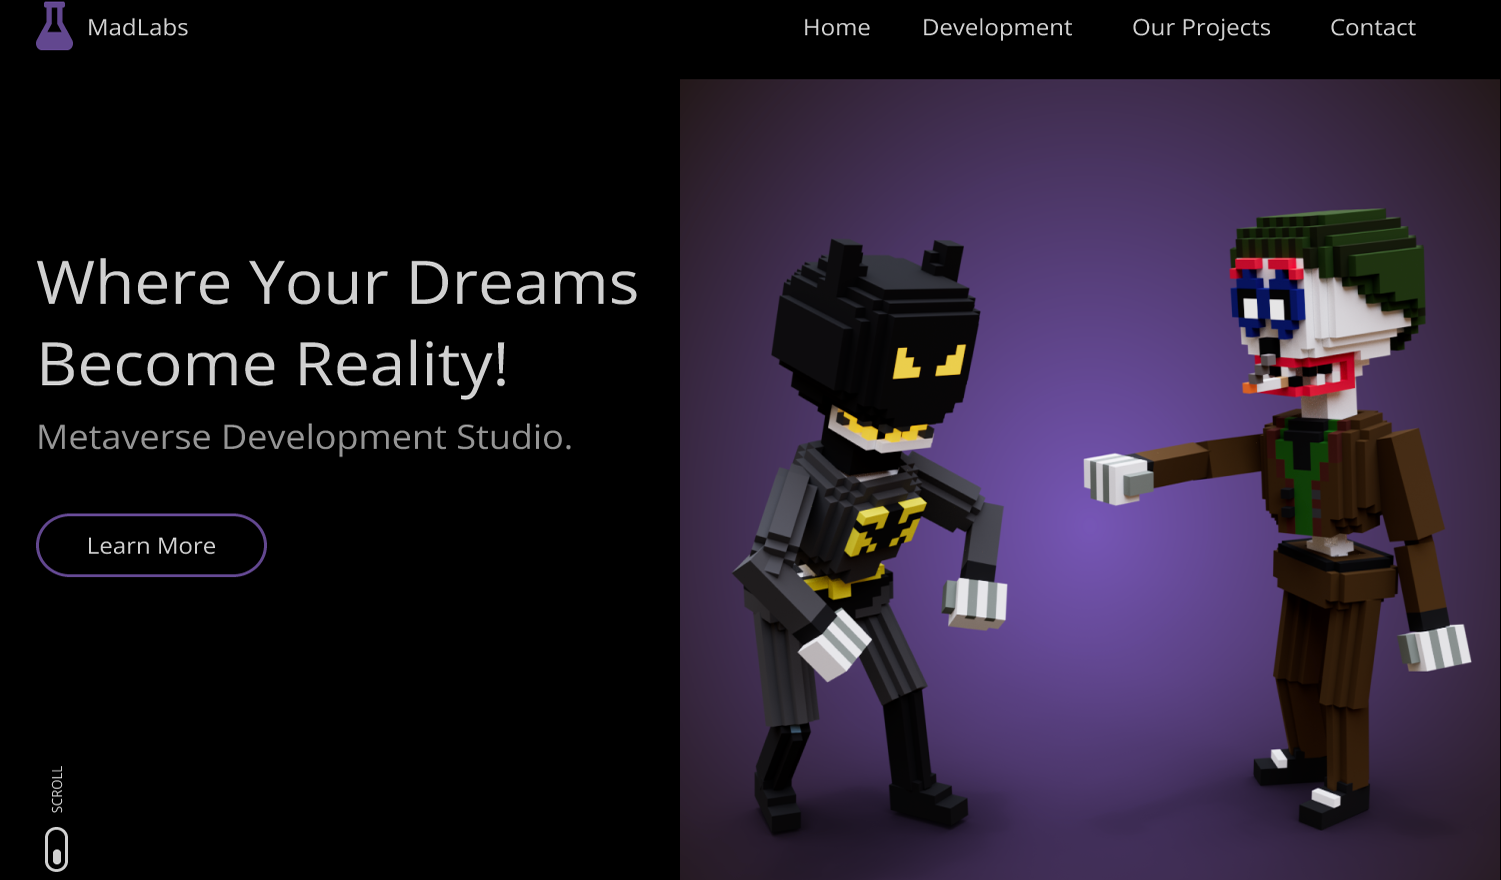 MadLabs
Home
Development
Our Projects
Contact
Where Your Dreams
Become Reality!
Metaverse Development Studio.
Learn More
SCROLL